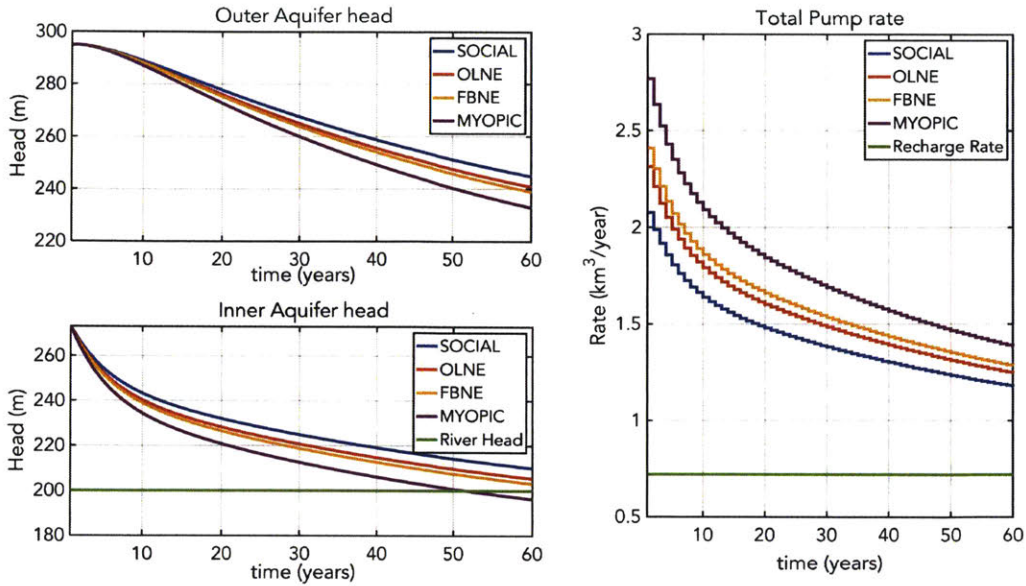 Outer Aquifer head
Head (m)
300
280
260
240
220
10 20 30 40 50 60
time (years)
SOCIAL
OLNE
FBNE
MYOPIC
Inner Aquifer head
Head (m)
260
240
220
200
180
10 20 30 40 50 60
time (years)
SOCIAL
OLNE
FBNE
MYOPIC
River Head
Total Pump rate
Rate (km³/year)
3
2.5
2
1.5
1
0.5
10 20 30 40 50 60
time (years)
SOCIAL
OLNE
FBNE
MYOPIC
Recharge Rate